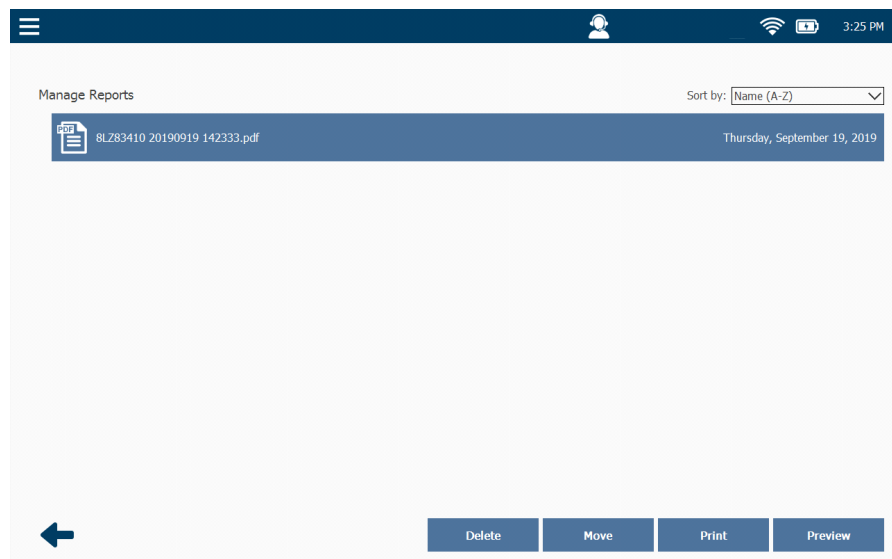 3:25 PM
Manage Reports
Sort by: Name (A-Z)
PDF
8LZ83410 20190919 142333.pdf
Thursday, September 19, 2019
Delete
Move
Print
Preview